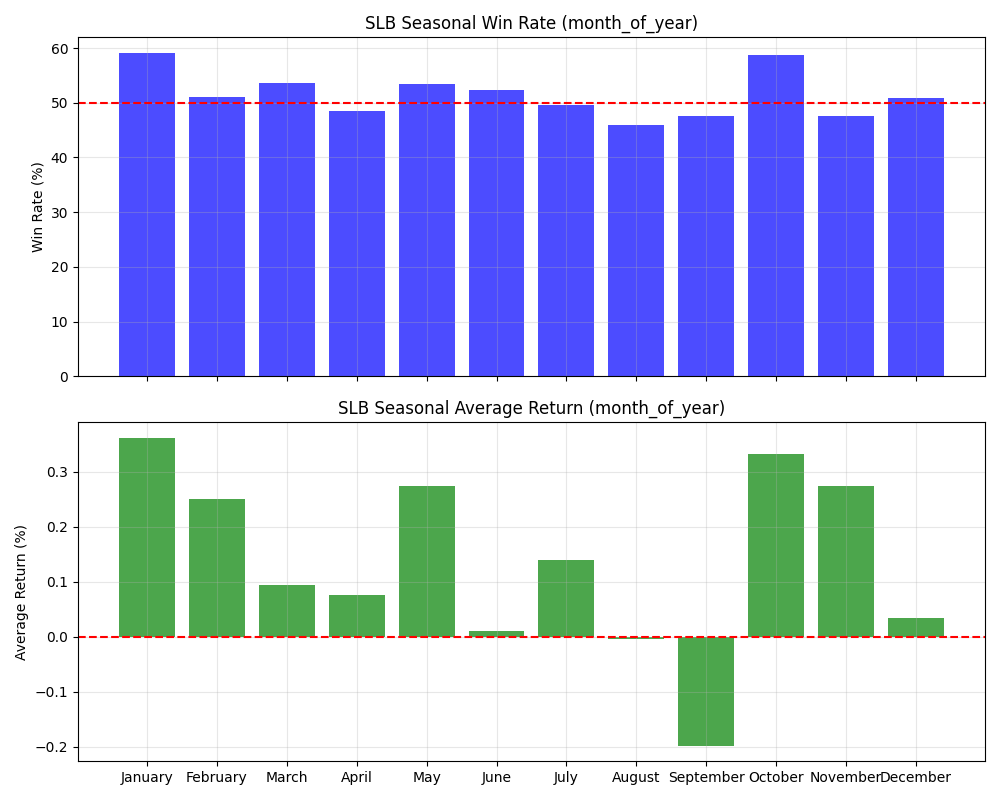 SLB Seasonal Win Rate (month_of_year)
60
50
40
30
20
10
0
Win Rate (%)
SLB Seasonal Average Return (month_of_year)
0.3
0.2
0.1
0.0
−0.1
−0.2
Average Return (%)
January February March April May June July August September October November December